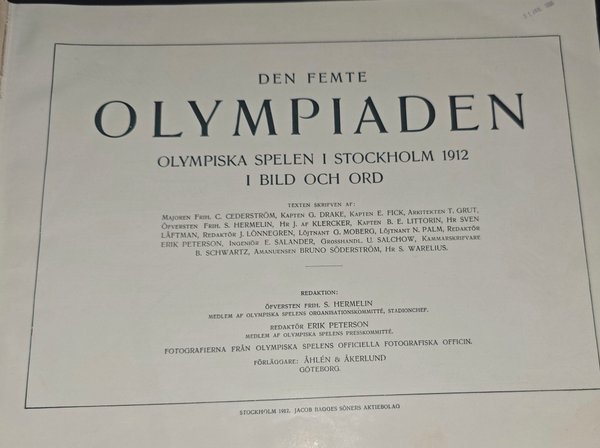 DEN FEMTE
OLYMPIADEN
OLYMPISKA SPELEN I STOCKHOLM 1912
I BILD OCH ORD
TEXTEN SKRIFVEN AF:
MAJOREN FRIH. C. CEDERSTRÖM, KAPTEN G. DRAKE, KAPTEN E. FICK, ARKITEKTEN T. GRUT,
ÖFVERSTEN FRIH. S. HERMELIN, HR J. AF KLERCKER, KAPTEN B. E. LITTORIN, HR SVEN
LÅFTMAN, REDAKTÖR J. LÖNNEGREN, LÖJTNANT G. MOBERG, LÖJTNANT N. PALM, REDAKTÖR
ERIK PETERSON, INGENIÖR E. SALANDER, GROSSHANDL. U. SALCHOW, KAMMARSKRIFVARE
B. SCHWARTZ, AMANUENSEN BRUNO SÖDERSTRÖM, HR S. WARELIUS.
REDAKTION:
ÖFVERSTEN FRIH. S. HERMELIN
MEDLEM AF OLYMPISKA SPELENS ORGANISATIONSKOMMITTÉ, STADIONCHEF.
REDAKTÖR ERIK PETERSON
MEDLEM AF OLYMPISKA SPELENS PRESSKOMMITTÉ.
FOTOGRAFIERNA FRÅN OLYMPISKA SPELENS OFFICIELLA FOTOGRAFISKA OFFICIN.
FÖRLÄGGARE: ÅHLÉN & ÅKERLUND
GÖTEBORG.
STOCKHOLM 1912. JACOB BAGGES SÖNERS AKTIEBOLAG